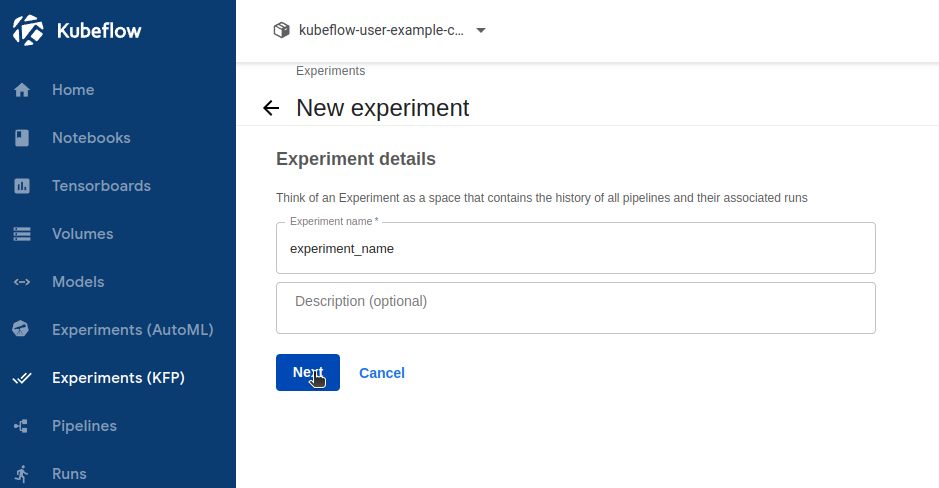 Kubeflow
Home
Notebooks
Tensorboards
Volumes
Models
Experiments (AutoML)
Experiments (KFP)
Pipelines
Runs
kubeflow-user-example-c...
Experiments
New experiment
Experiment details
Think of an Experiment as a space that contains the history of all pipelines and their associated runs
Experiment name *
experiment_name
Description (optional)
Next
Cancel